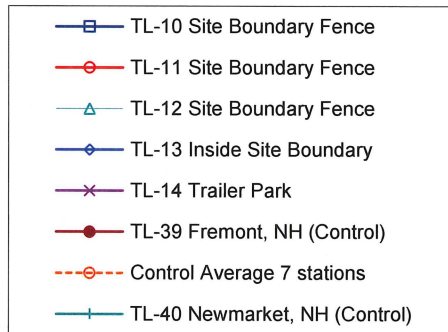 TL-10 Site Boundary Fence
TL-11 Site Boundary Fence
TL-12 Site Boundary Fence
TL-13 Inside Site Boundary
TL-14 Trailer Park
TL-39 Fremont, NH (Control)
Control Average 7 stations
TL-40 Newmarket, NH (Control)